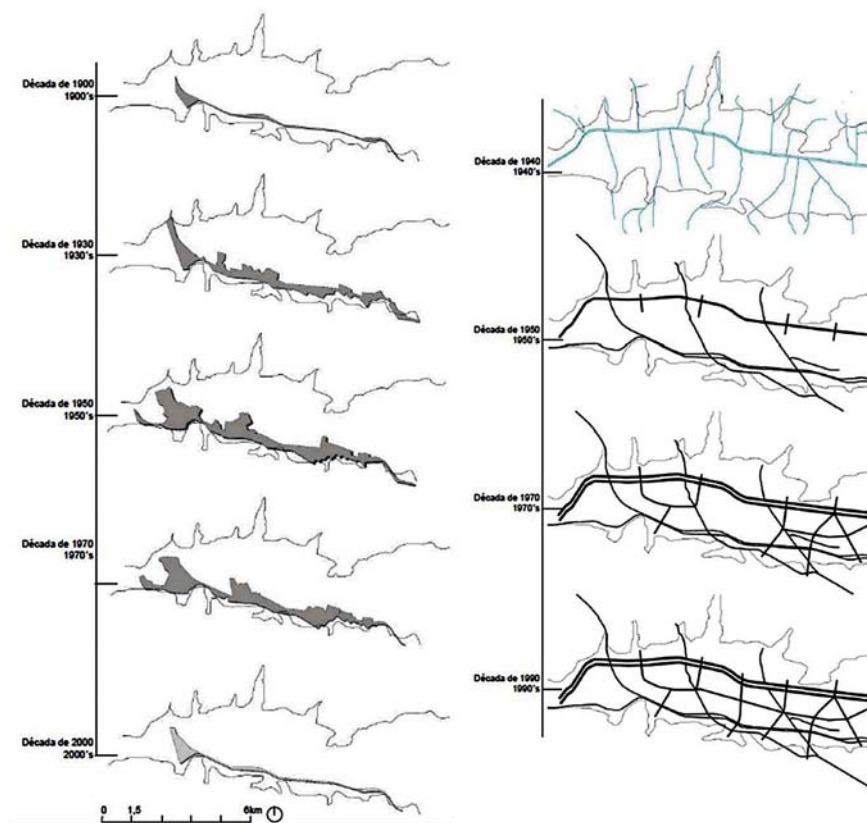 Década de 1900
1900's
Década de 1930
1930's
Década de 1950
1950's
Década de 1970
1970's
Década de 2000
2000's
0 1,5 6km
Década de 1940
1940's
Década de 1950
1950's
Década de 1970
1970's
Década de 1990
1990's